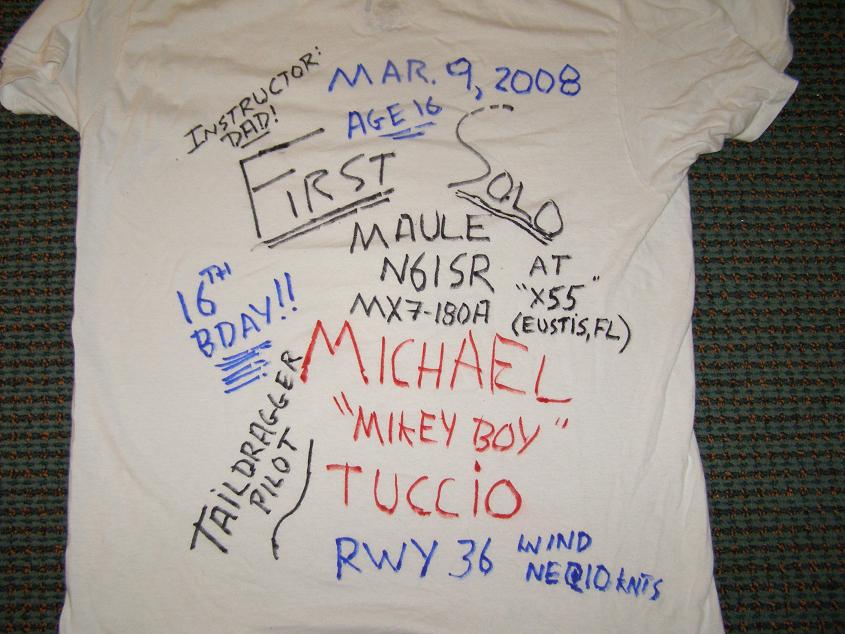 INSTRUCTOR:
DAD!
MAR. 9, 2008
AGE 16
FIRST SOLO
MAULE
N61SR
MX7-180A
AT
"X55"
(EUSTIS, FL)
16TH
BDAY!!
MICHAEL
"MIKEY BOY"
TUCCIO
TAILDRAGGER
PILOT
RWY 36
WIND
NE@10 KNTS